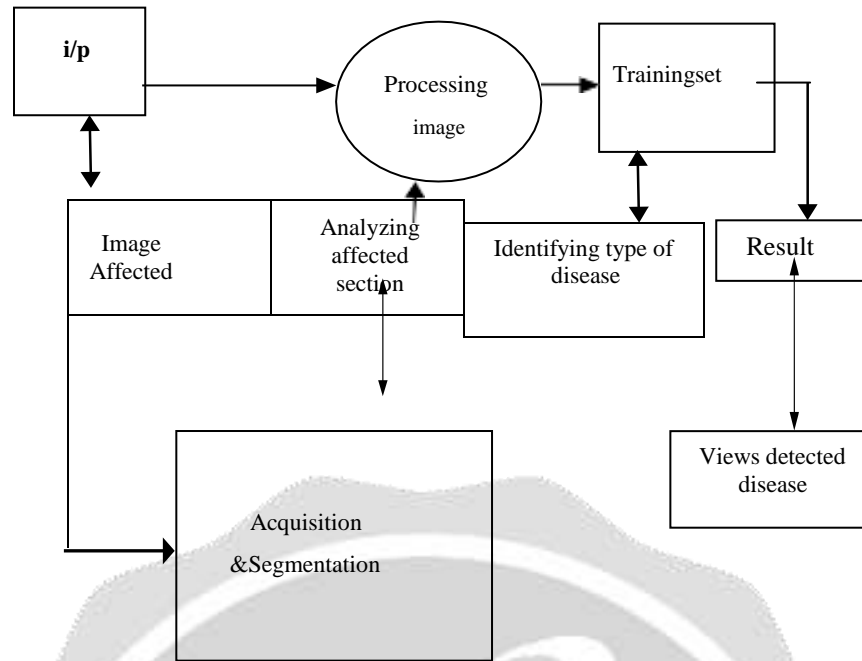 i/p
Processing
image
Trainingset
Image
Affected
Analyzing
affected
section
Identifying type of
disease
Result
Views detected
disease
Acquisition
&Segmentation